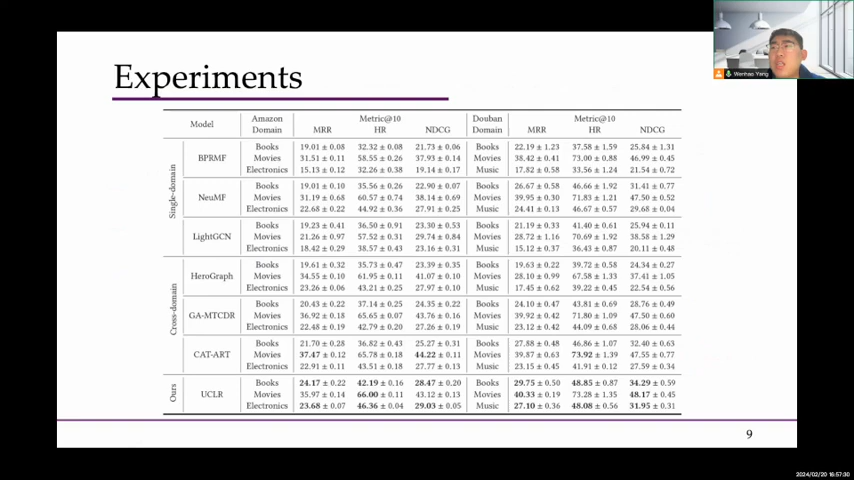 Experiments
Model Amazon Metric@10 Douban Metric@10
Domain MRR HR NDCG Domain MRR HR NDCG
Single-domain
BPRMF
Books 19.01 ± 0.08 32.32 ± 0.08 21.73 ± 0.06 Books 22.19 ± 1.23 37.58 ± 1.59 25.84 ± 1.31
Movies 31.51 ± 0.11 58.55 ± 0.26 37.93 ± 0.14 Movies 38.42 ± 0.41 73.00 ± 0.88 46.99 ± 0.45
Electronics 15.13 ± 0.12 32.26 ± 0.38 19.14 ± 0.17 Music 17.82 ± 0.58 33.56 ± 1.24 21.54 ± 0.72
NeuMF
Books 19.01 ± 0.10 35.56 ± 0.26 22.90 ± 0.07 Books 26.67 ± 0.58 46.66 ± 1.92 31.41 ± 0.77
Movies 31.19 ± 0.68 60.57 ± 0.74 38.14 ± 0.69 Movies 39.95 ± 0.30 71.83 ± 1.21 47.50 ± 0.52
Electronics 22.68 ± 0.22 44.92 ± 0.36 27.91 ± 0.25 Music 24.41 ± 0.13 46.67 ± 0.57 29.68 ± 0.04
LightGCN
Books 19.23 ± 0.41 36.50 ± 0.91 23.30 ± 0.53 Books 21.19 ± 0.33 41.40 ± 0.61 25.94 ± 0.11
Movies 21.26 ± 0.97 57.52 ± 0.31 29.74 ± 0.84 Movies 28.72 ± 1.16 70.69 ± 1.92 38.58 ± 1.29
Electronics 18.42 ± 0.29 38.57 ± 0.43 23.16 ± 0.31 Music 15.12 ± 0.37 36.43 ± 0.87 20.11 ± 0.48
Cross-domain
HeroGraph
Books 19.61 ± 0.32 35.73 ± 0.47 23.39 ± 0.35 Books 19.63 ± 0.22 39.72 ± 0.58 24.34 ± 0.27
Movies 34.55 ± 0.10 61.95 ± 0.11 41.07 ± 0.10 Movies 28.10 ± 0.99 67.58 ± 1.33 37.41 ± 1.05
Electronics 23.26 ± 0.06 43.21 ± 0.25 27.97 ± 0.10 Music 17.45 ± 0.62 39.22 ± 0.45 22.54 ± 0.56
GA-MTCDR
Books 20.43 ± 0.22 37.14 ± 0.25 24.35 ± 0.22 Books 24.10 ± 0.47 43.81 ± 0.69 28.76 ± 0.49
Movies 36.92 ± 0.18 65.65 ± 0.07 43.76 ± 0.16 Movies 39.92 ± 0.42 71.80 ± 1.09 47.50 ± 0.60
Electronics 22.48 ± 0.19 42.79 ± 0.20 27.26 ± 0.19 Music 23.12 ± 0.42 44.09 ± 0.68 28.06 ± 0.44
CAT-ART
Books 21.70 ± 0.28 36.82 ± 0.43 25.27 ± 0.31 Books 27.88 ± 0.48 46.86 ± 1.07 32.40 ± 0.63
Movies 37.47 ± 0.12 65.78 ± 0.18 44.22 ± 0.11 Movies 39.87 ± 0.63 73.92 ± 1.39 47.55 ± 0.77
Electronics 22.91 ± 0.11 43.51 ± 0.18 27.77 ± 0.13 Music 23.15 ± 0.45 41.91 ± 0.12 27.59 ± 0.34
Ours
UCLR
Books 24.17 ± 0.22 42.19 ± 0.16 28.47 ± 0.20 Books 29.75 ± 0.50 48.85 ± 0.87 34.29 ± 0.59
Movies 35.97 ± 0.14 66.00 ± 0.11 43.12 ± 0.13 Movies 40.33 ± 0.19 73.28 ± 1.35 48.17 ± 0.45
Electronics 23.68 ± 0.07 46.36 ± 0.04 29.03 ± 0.05 Music 27.10 ± 0.36 48.08 ± 0.56 31.95 ± 0.31
9
Wenhao Yang
2024/02/20 16:57:30